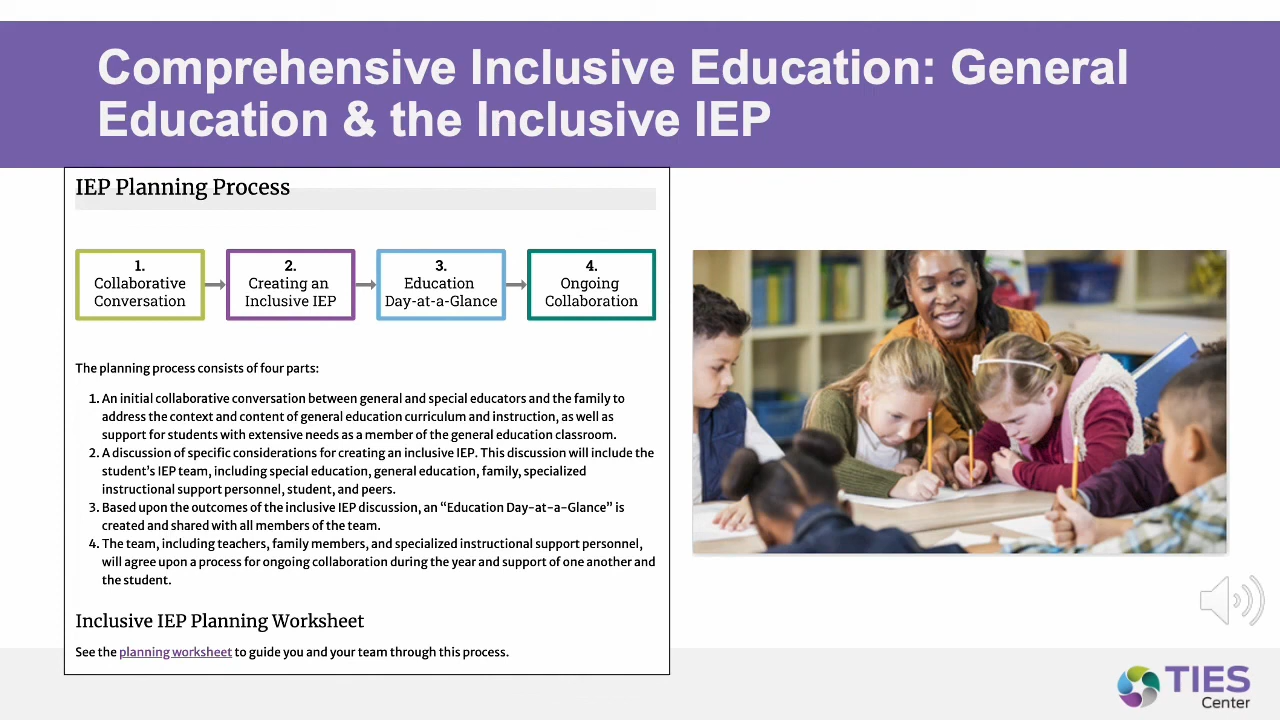 Comprehensive Inclusive Education: General
Education & the Inclusive IEP
IEP Planning Process
1.
Collaborative
Conversation
2.
Creating an
Inclusive IEP
3.
Education
Day-at-a-Glance
4.
Ongoing
Collaboration
The planning process consists of four parts:
1. An initial collaborative conversation between general and special educators and the family to
address the context and content of general education curriculum and instruction, as well as
support for students with extensive needs as a member of the general education classroom.
2. A discussion of specific considerations for creating an inclusive IEP. This discussion will include the
student's IEP team, including special education, general education, family, specialized
instructional support personnel, student, and peers.
3. Based upon the outcomes of the inclusive IEP discussion, an “Education Day-at-a-Glance” is
created and shared with all members of the team.
4. The team, including teachers, family members, and specialized instructional support personnel,
will agree upon a process for ongoing collaboration during the year and support of one another and
the student.
Inclusive IEP Planning Worksheet
See the planning worksheet to guide you and your team through this process.
TIES
Center